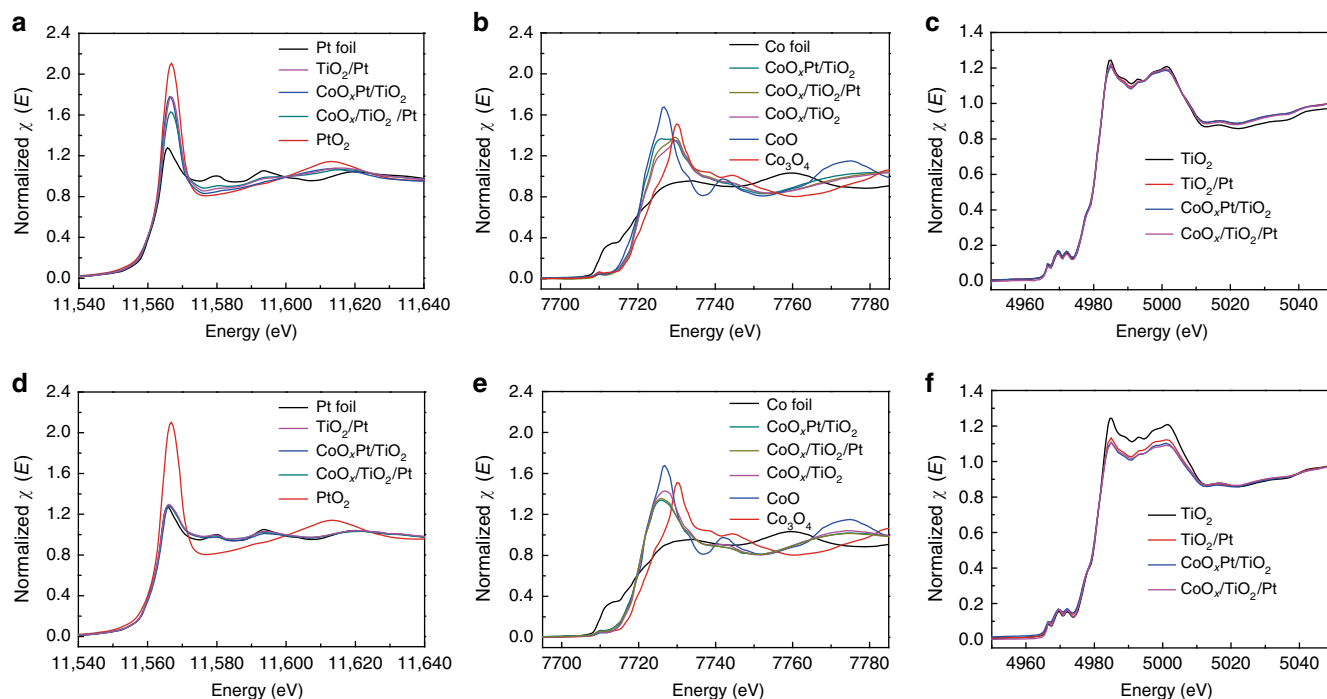 a
Normalized χ (E)
2.4
2.0
1.6
1.2
0.8
0.4
0.0
Pt foil
TiO₂/Pt
CoOₓPt/TiO₂
CoOₓ/TiO₂ /Pt
PtO₂
11,540 11,560 11,580 11,600 11,620 11,640
Energy (eV)
b
Normalized χ (E)
2.4
2.0
1.6
1.2
0.8
0.4
0.0
Co foil
CoOₓPt/TiO₂
CoOₓ/TiO₂/Pt
CoOₓ/TiO₂
CoO
Co₃O₄
7700 7720 7740 7760 7780
Energy (eV)
c
Normalized χ (E)
1.4
1.2
1.0
0.8
0.6
0.4
0.2
0.0
TiO₂
TiO₂/Pt
CoOₓPt/TiO₂
CoOₓ/TiO₂/Pt
4960 4980 5000 5020 5040
Energy (eV)
d
Normalized χ (E)
2.4
2.0
1.6
1.2
0.8
0.4
0.0
Pt foil
TiO₂/Pt
CoOₓPt/TiO₂
CoOₓ/TiO₂/Pt
PtO₂
11,540 11,560 11,580 11,600 11,620 11,640
Energy (eV)
e
Normalized χ (E)
2.4
2.0
1.6
1.2
0.8
0.4
0.0
Co foil
CoOₓPt/TiO₂
CoOₓ/TiO₂/Pt
CoOₓ/TiO₂
CoO
Co₃O₄
7700 7720 7740 7760 7780
Energy (eV)
f
Normalized χ (E)
1.4
1.2
1.0
0.8
0.6
0.4
0.2
0.0
TiO₂
TiO₂/Pt
CoOₓPt/TiO₂
CoOₓ/TiO₂/Pt
4960 4980 5000 5020 5040
Energy (eV)